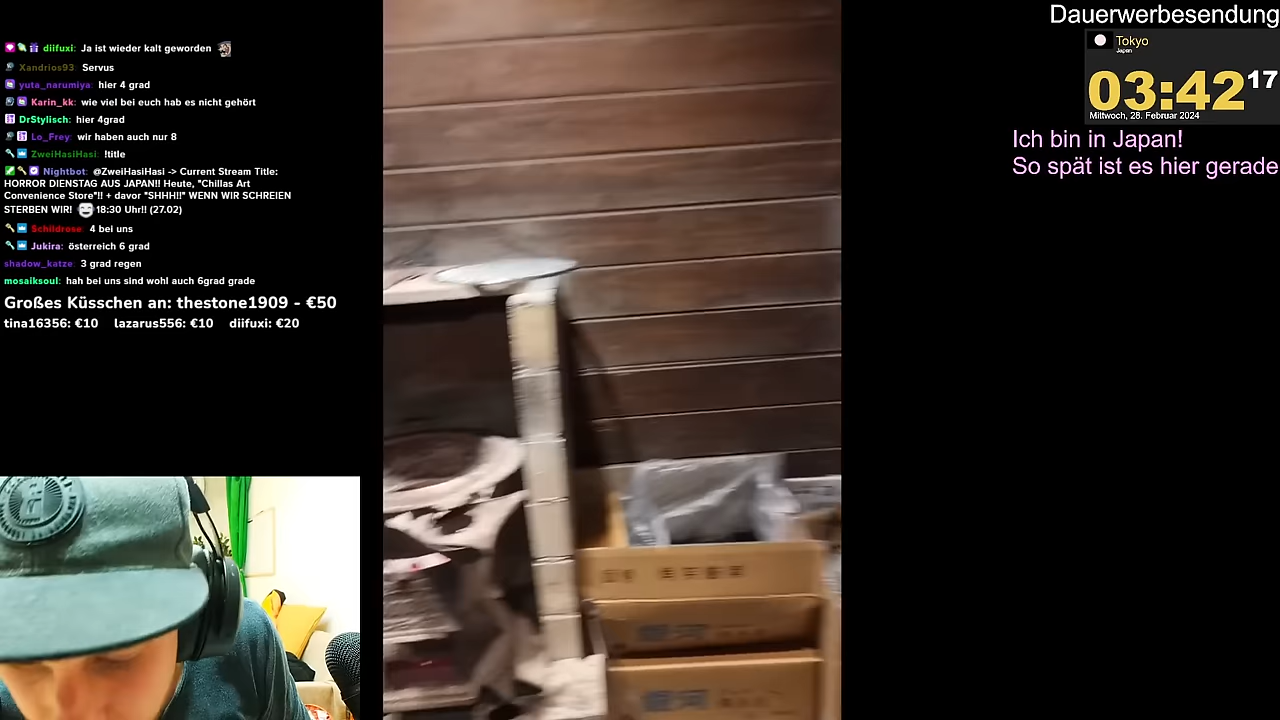 diifuxi: Ja ist wieder kalt geworden
Xandrios93: Servus
yuta_narumiya: hier 4 grad
Karin_kk: wie viel bei euch hab es nicht gehört
DrStylisch: hier 4grad
Lo_Frey: wir haben auch nur 8
ZweiHasiHasi: !title
Nightbot: @ZweiHasiHasi -> Current Stream Title:
HORROR DIENSTAG AUS JAPAN!! Heute, "Chillas Art
Convenience Store"!! + davor "SHHH!!" WENN WIR SCHREIEN
STERBEN WIR! 18:30 Uhr!! (27.02)
Schildrose: 4 bei uns
Jukira: österreich 6 grad
shadow_katze: 3 grad regen
mosaiksoul: hah bei uns sind wohl auch 6grad grade
Großes Küsschen an: thestone1909 - €50
tina16356: €10 lazarus556: €10 diifuxi: €20
Dauerwerbesendung
Tokyo
Japan
03:42 17
Mittwoch, 28. Februar 2024
Ich bin in Japan!
So spät ist es hier gerade